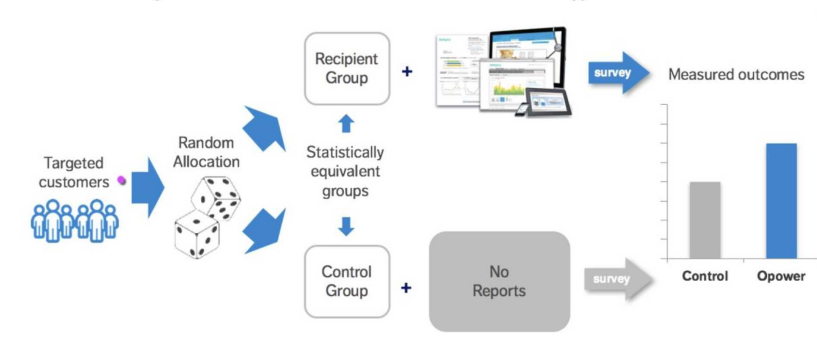 Recipient
Group
+
survey
Measured outcomes
Random
Allocation
Targeted
customers
Statistically
equivalent
groups
Control
Group
+
No
Reports
survey
Control
Opower